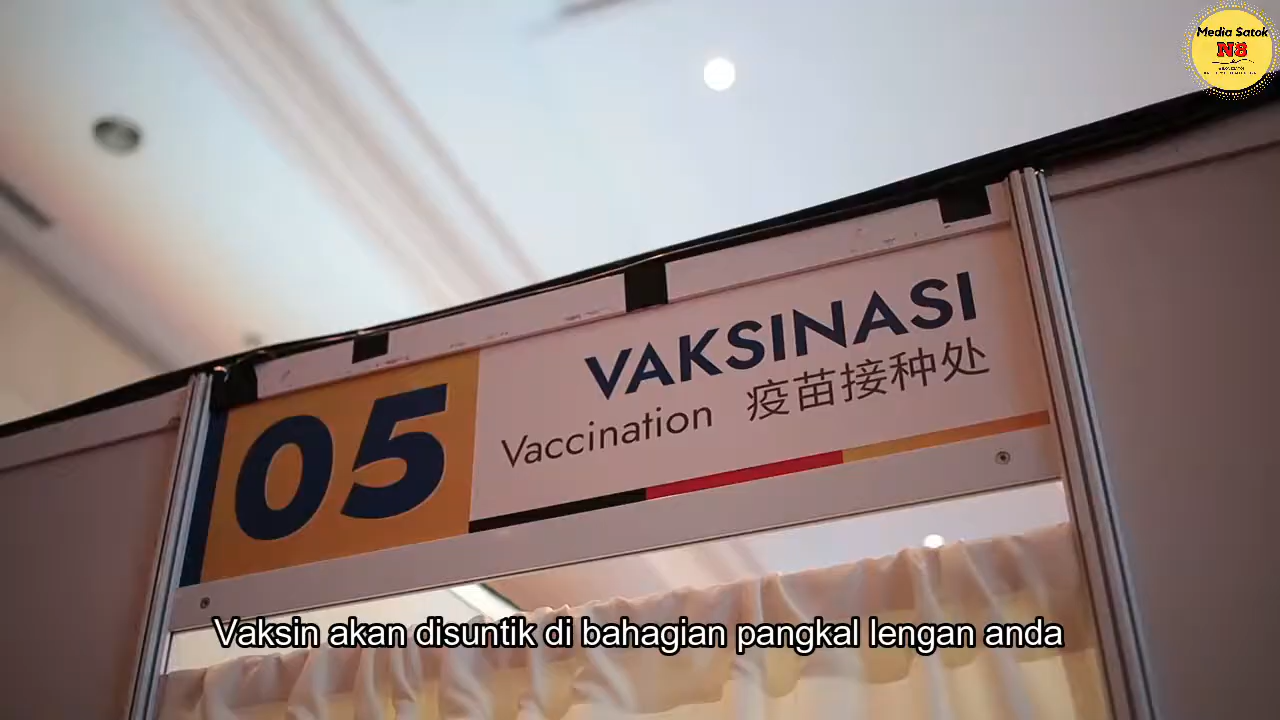 Media Satok
N8
05
VAKSINASI
Vaccination 疫苗接种处
Vaksin akan disuntik di bahagian pangkal lengan anda